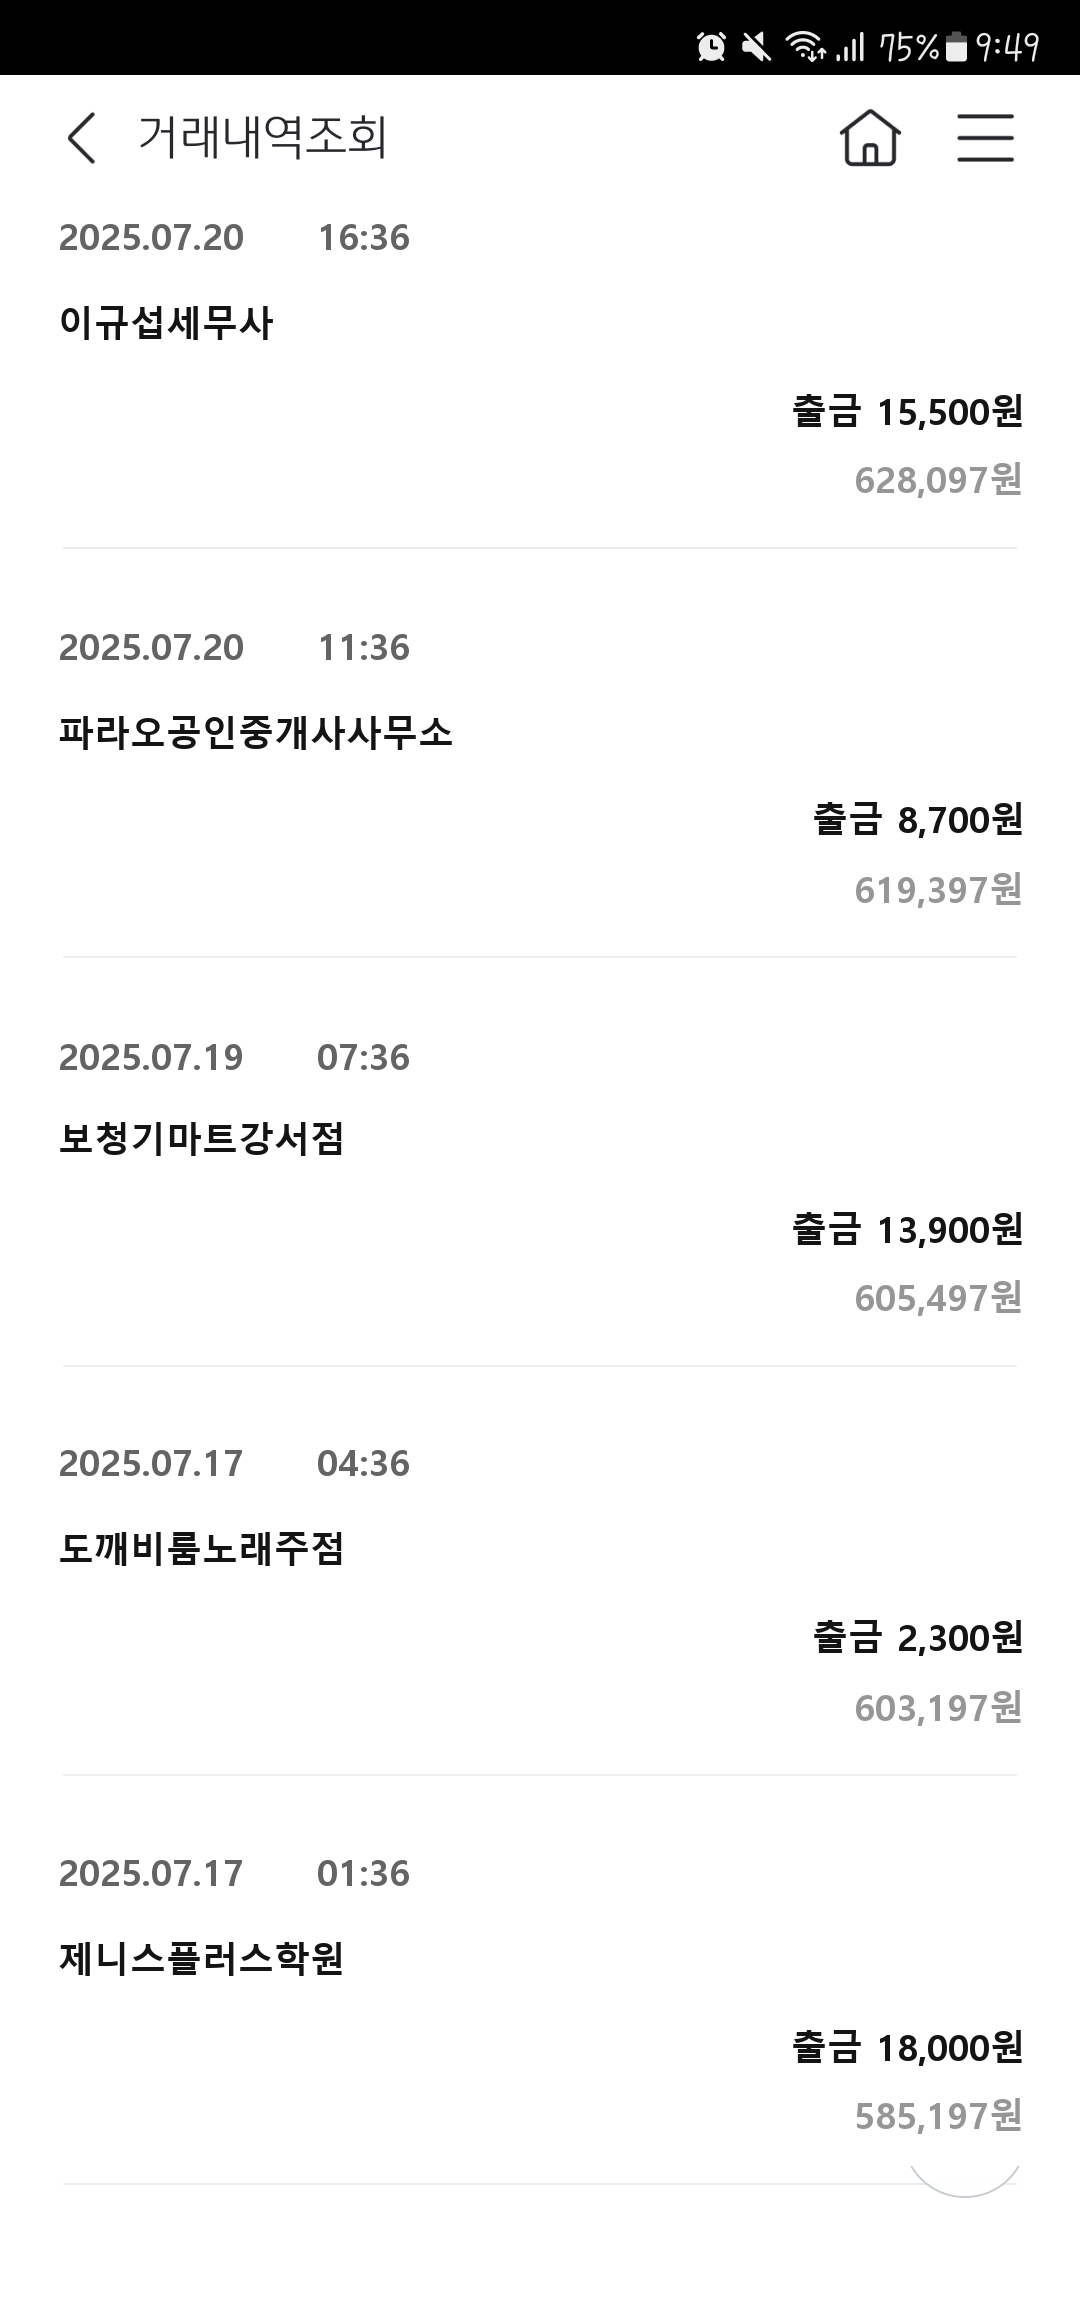 75% 9:49
거래내역조회
2025.07.20 16:36
이규섭세무사
출금 15,500원
628,097원
2025.07.20 11:36
파라오공인중개사사무소
출금 8,700원
619,397원
2025.07.19 07:36
보청기마트강서점
출금 13,900원
605,497원
2025.07.17 04:36
도깨비룸노래주점
출금 2,300원
603,197원
2025.07.17 01:36
제니스플러스학원
출금 18,000원
585,197원